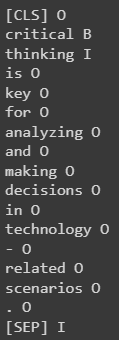 [CLS] O
critical B
thinking I
is O
key O
for O
analyzing O
and O
making O
decisions O
in O
technology O
- O
related O
scenarios O
. O
[SEP] I